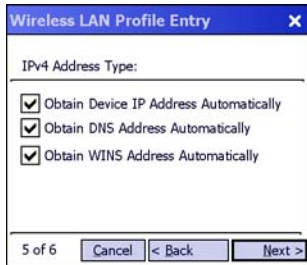 Wireless LAN Profile Entry X
IPv4 Address Type:
Obtain Device IP Address Automatically
Obtain DNS Address Automatically
Obtain WINS Address Automatically
5 of 6 Cancel < Back Next >